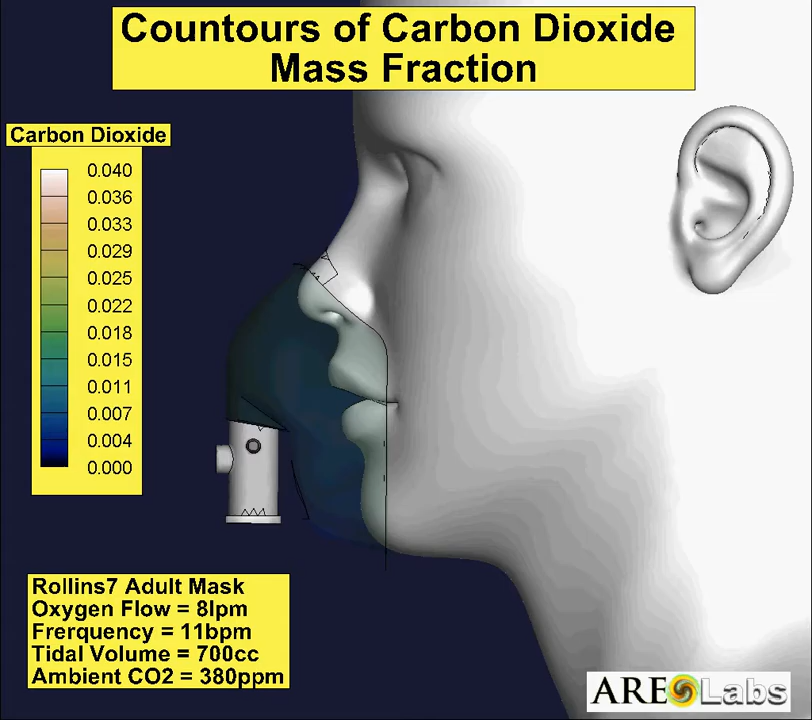 Countours of Carbon Dioxide
Mass Fraction
Carbon Dioxide
0.040
0.036
0.033
0.029
0.025
0.022
0.018
0.015
0.011
0.007
0.004
0.000
Rollins7 Adult Mask
Oxygen Flow = 8lpm
Frerquency = 11bpm
Tidal Volume = 700cc
Ambient CO2 = 380ppm
ARE Labs